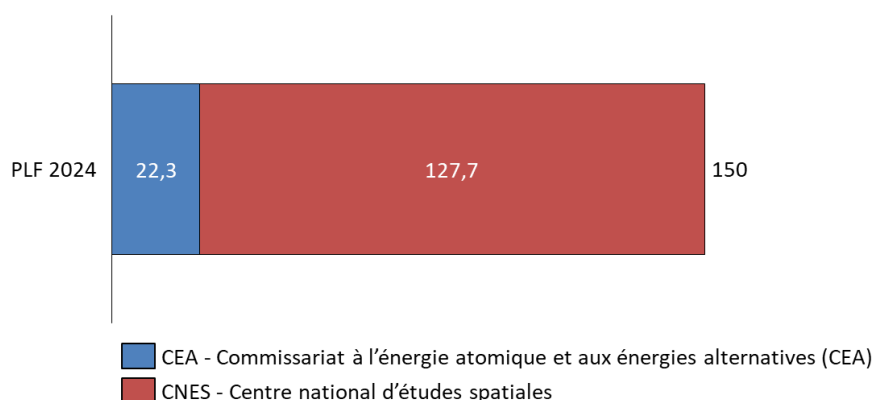 PLF 2024 22,3 127,7 150
CEA - Commissariat à l’énergie atomique et aux énergies alternatives (CEA)
CNES - Centre national d’études spatiales